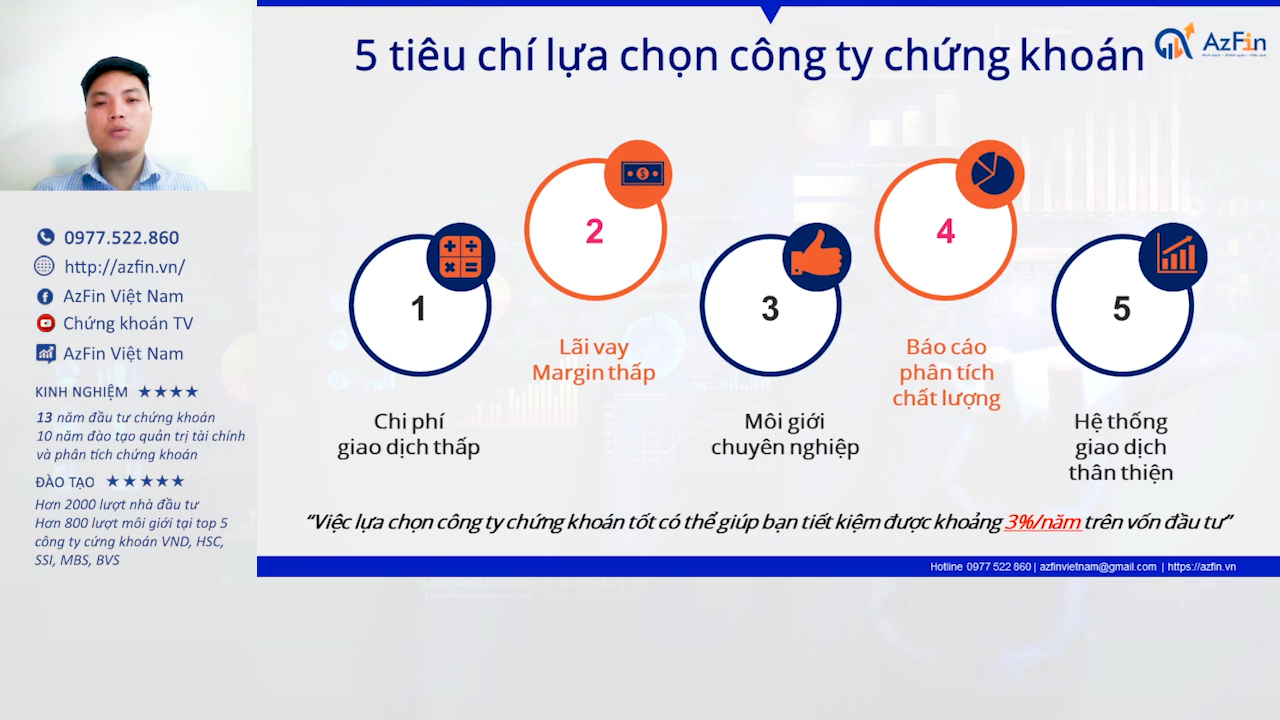 5 tiêu chí lựa chọn công ty chứng khoán
AzFin
0977.522.860
http://azfin.vn/
AzFin Việt Nam
Chứng khoán TV
AzFin Việt Nam
KINH NGHIỆM ★★★★
13 năm đầu tư chứng khoán
10 năm đào tạo quản trị tài chính
và phân tích chứng khoán
ĐÀO TẠO ★★★★★
Hơn 2000 lượt nhà đầu tư
Hơn 800 lượt môi giới tại top 5
công ty cứng khoán VND, HSC,
SSI, MBS, BVS
1
Chi phí
giao dịch thấp
2
Lãi vay
Margin thấp
3
Môi giới
chuyên nghiệp
4
Báo cáo
phân tích
chất lượng
5
Hệ thống
giao dịch
thân thiện
“Việc lựa chọn công ty chứng khoán tốt có thể giúp bạn tiết kiệm được khoảng 3%/năm trên vốn đầu tư”
Hotline 0977 522 860 | azfinvietnam@gmail.com | https://azfin.vn